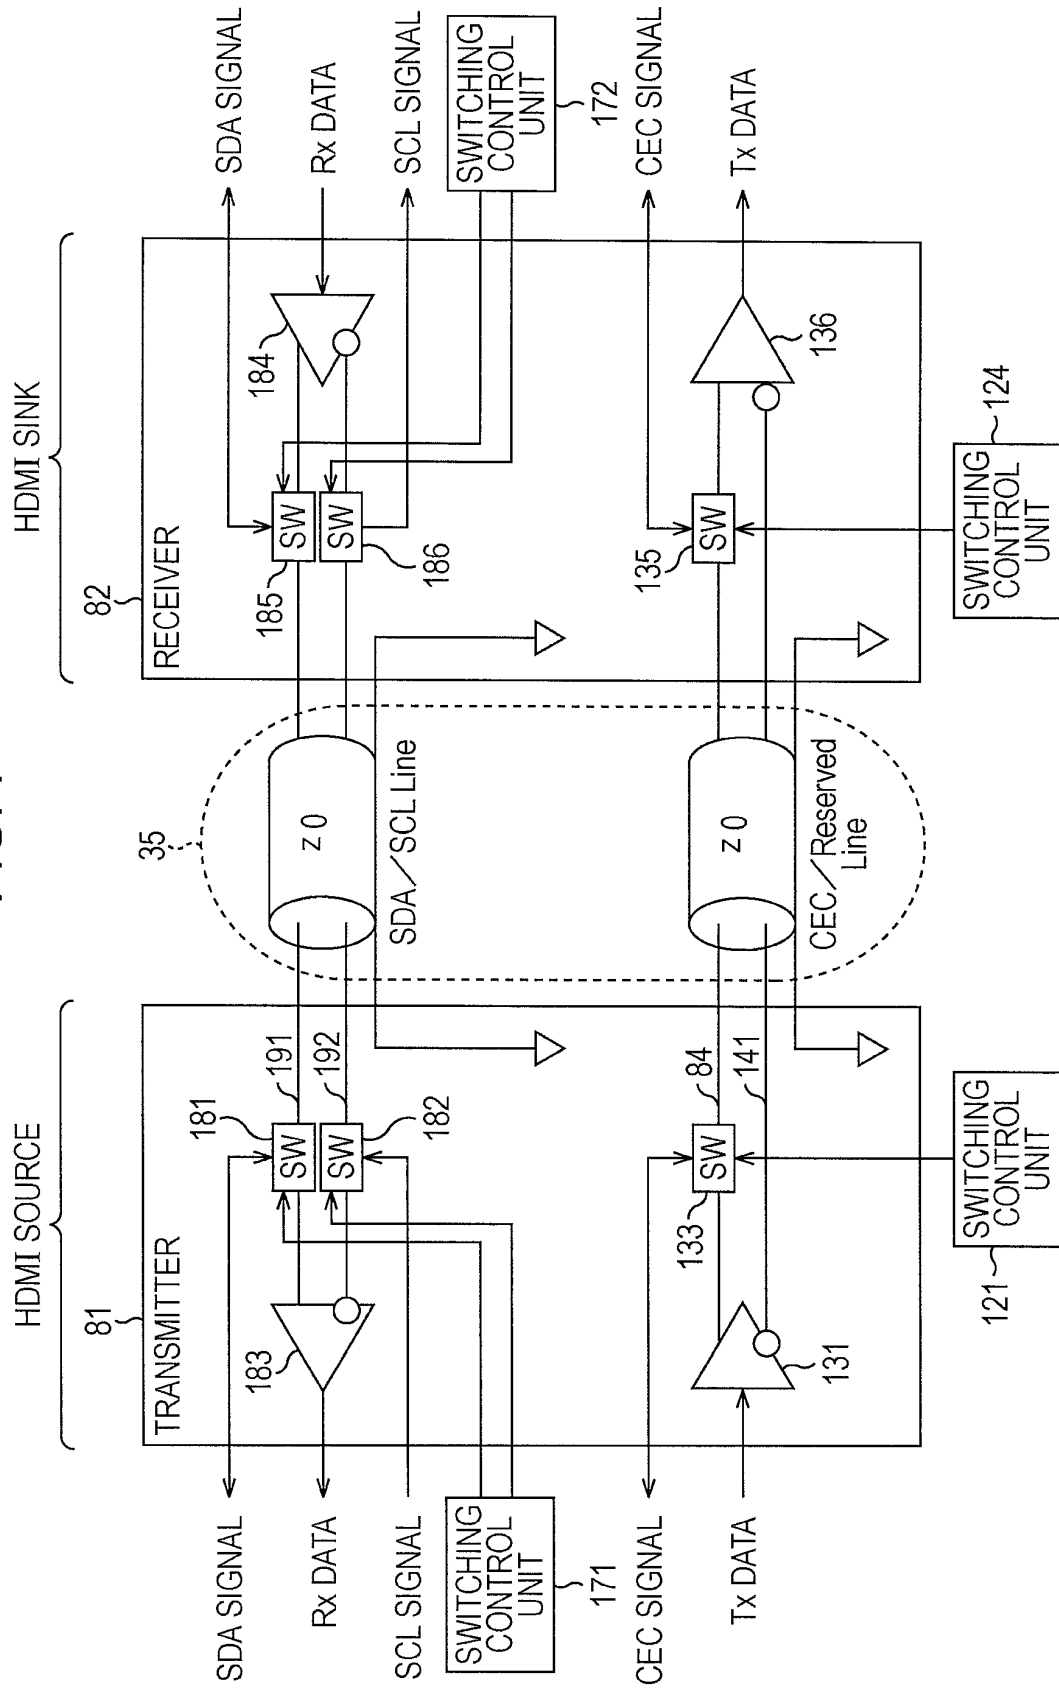 HDMI SOURCE
HDMI SINK
81
TRANSMITTER
35
82
RECEIVER
SDA SIGNAL
181
191
185
SDA SIGNAL
183
SW
z0
SW
184
Rx DATA
Rx DATA
SW
192
SW
182
186
SCL SIGNAL
SDA/SCL Line
SCL SIGNAL
SWITCHING
CONTROL
UNIT
171
SWITCHING
CONTROL
UNIT
172
CEC SIGNAL
133
SW
84
135
SW
CEC SIGNAL
z0
141
Tx DATA
131
136
Tx DATA
CEC/Reserved
Line
121
SWITCHING
CONTROL
UNIT
SWITCHING
CONTROL
UNIT
124